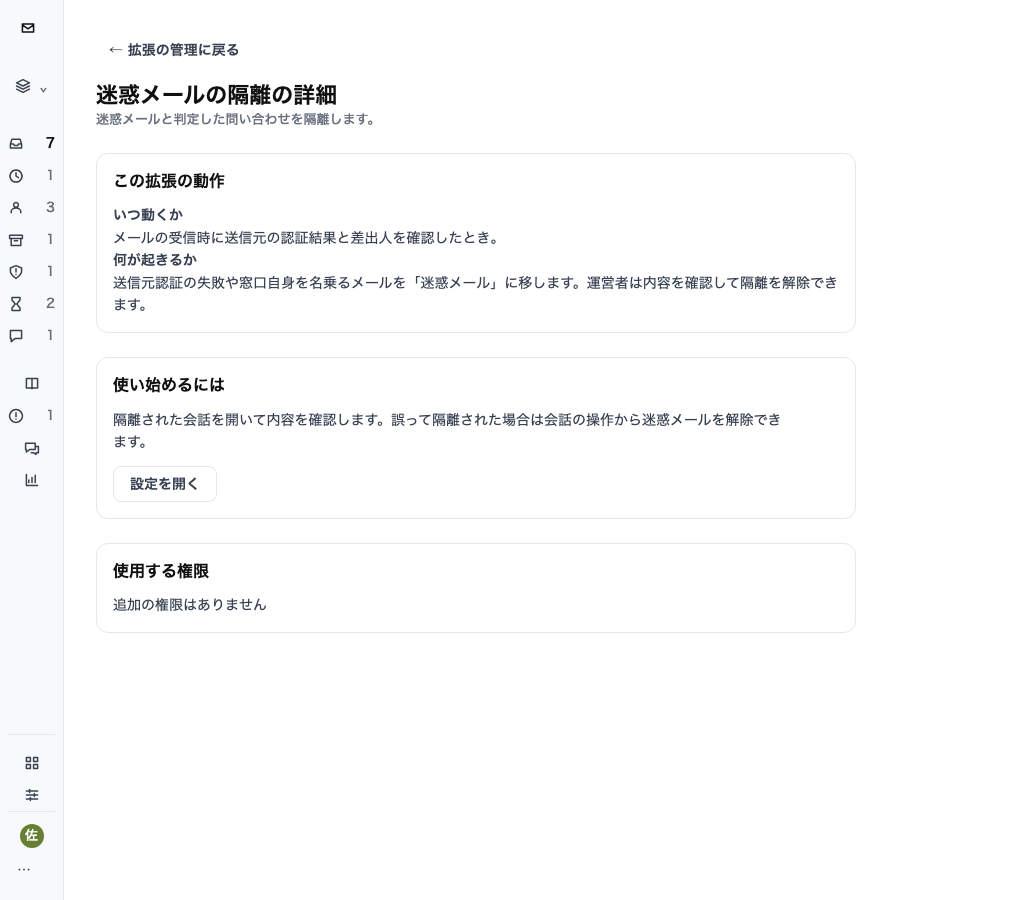 ← 拡張の管理に戻る
迷惑メールの隔離の詳細
迷惑メールと判定した問い合わせを隔離します。
この拡張の動作
いつ動くか
メールの受信時に送信元の認証結果と差出人を確認したとき。
何が起きるか
送信元認証の失敗や窓口自身を名乗るメールを「迷惑メール」に移します。運営者は内容を確認して隔離を解除でき
ます。
使い始めるには
隔離された会話を開いて内容を確認します。誤って隔離された場合は会話の操作から迷惑メールを解除でき
ます。
設定を開く
使用する権限
追加の権限はありません
7
1
3
1
1
2
1
1
佐
…